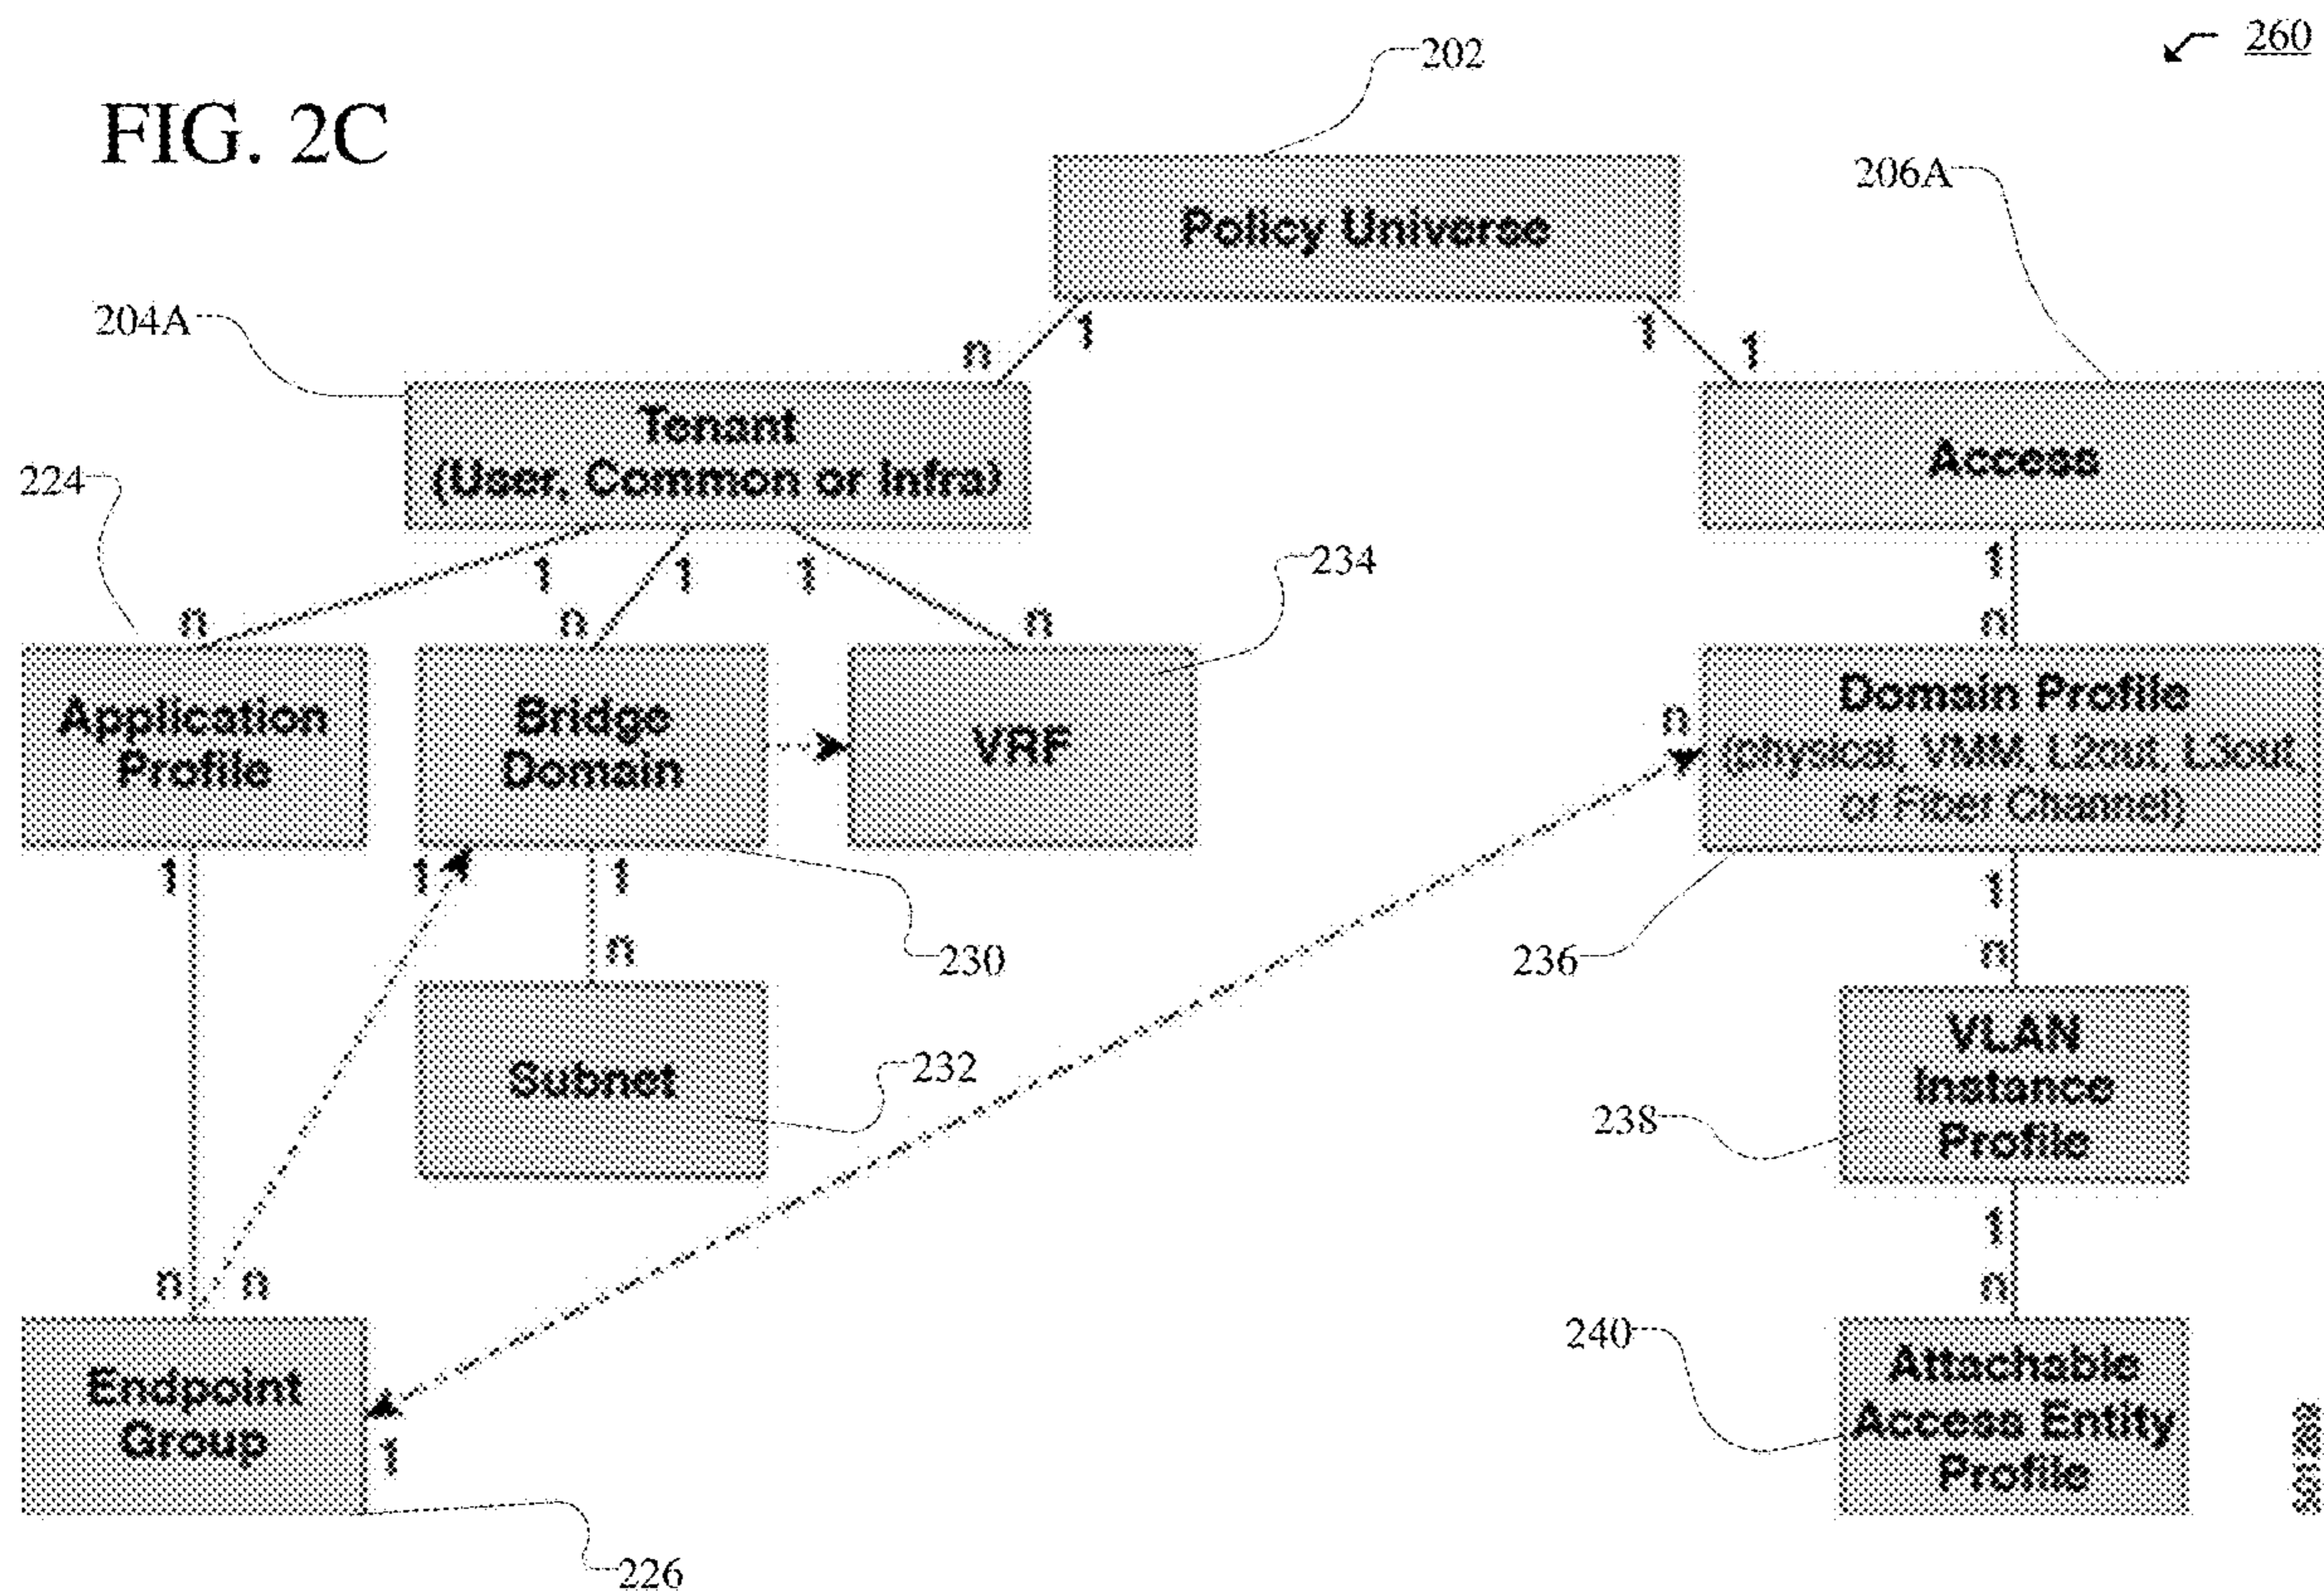 260
202
FIG. 2C
206A
Policy Universe
204A
1
1
n
1
Tenant
(User, Common or Infra)
Access
224
1
1
1
234
1
n
n
n
n
Application
Profile
Bridge
Domain
VRF
n
Domain Profile
(physical, VMM, L2out, L3out,
or Fiber Channel)
1
1
1
1
n
230
236
n
Subnet
232
VLAN
Instance
Profile
238
1
n
n
n
Endpoint
Group
1
240
Attachable
Access Entity
Profile
226